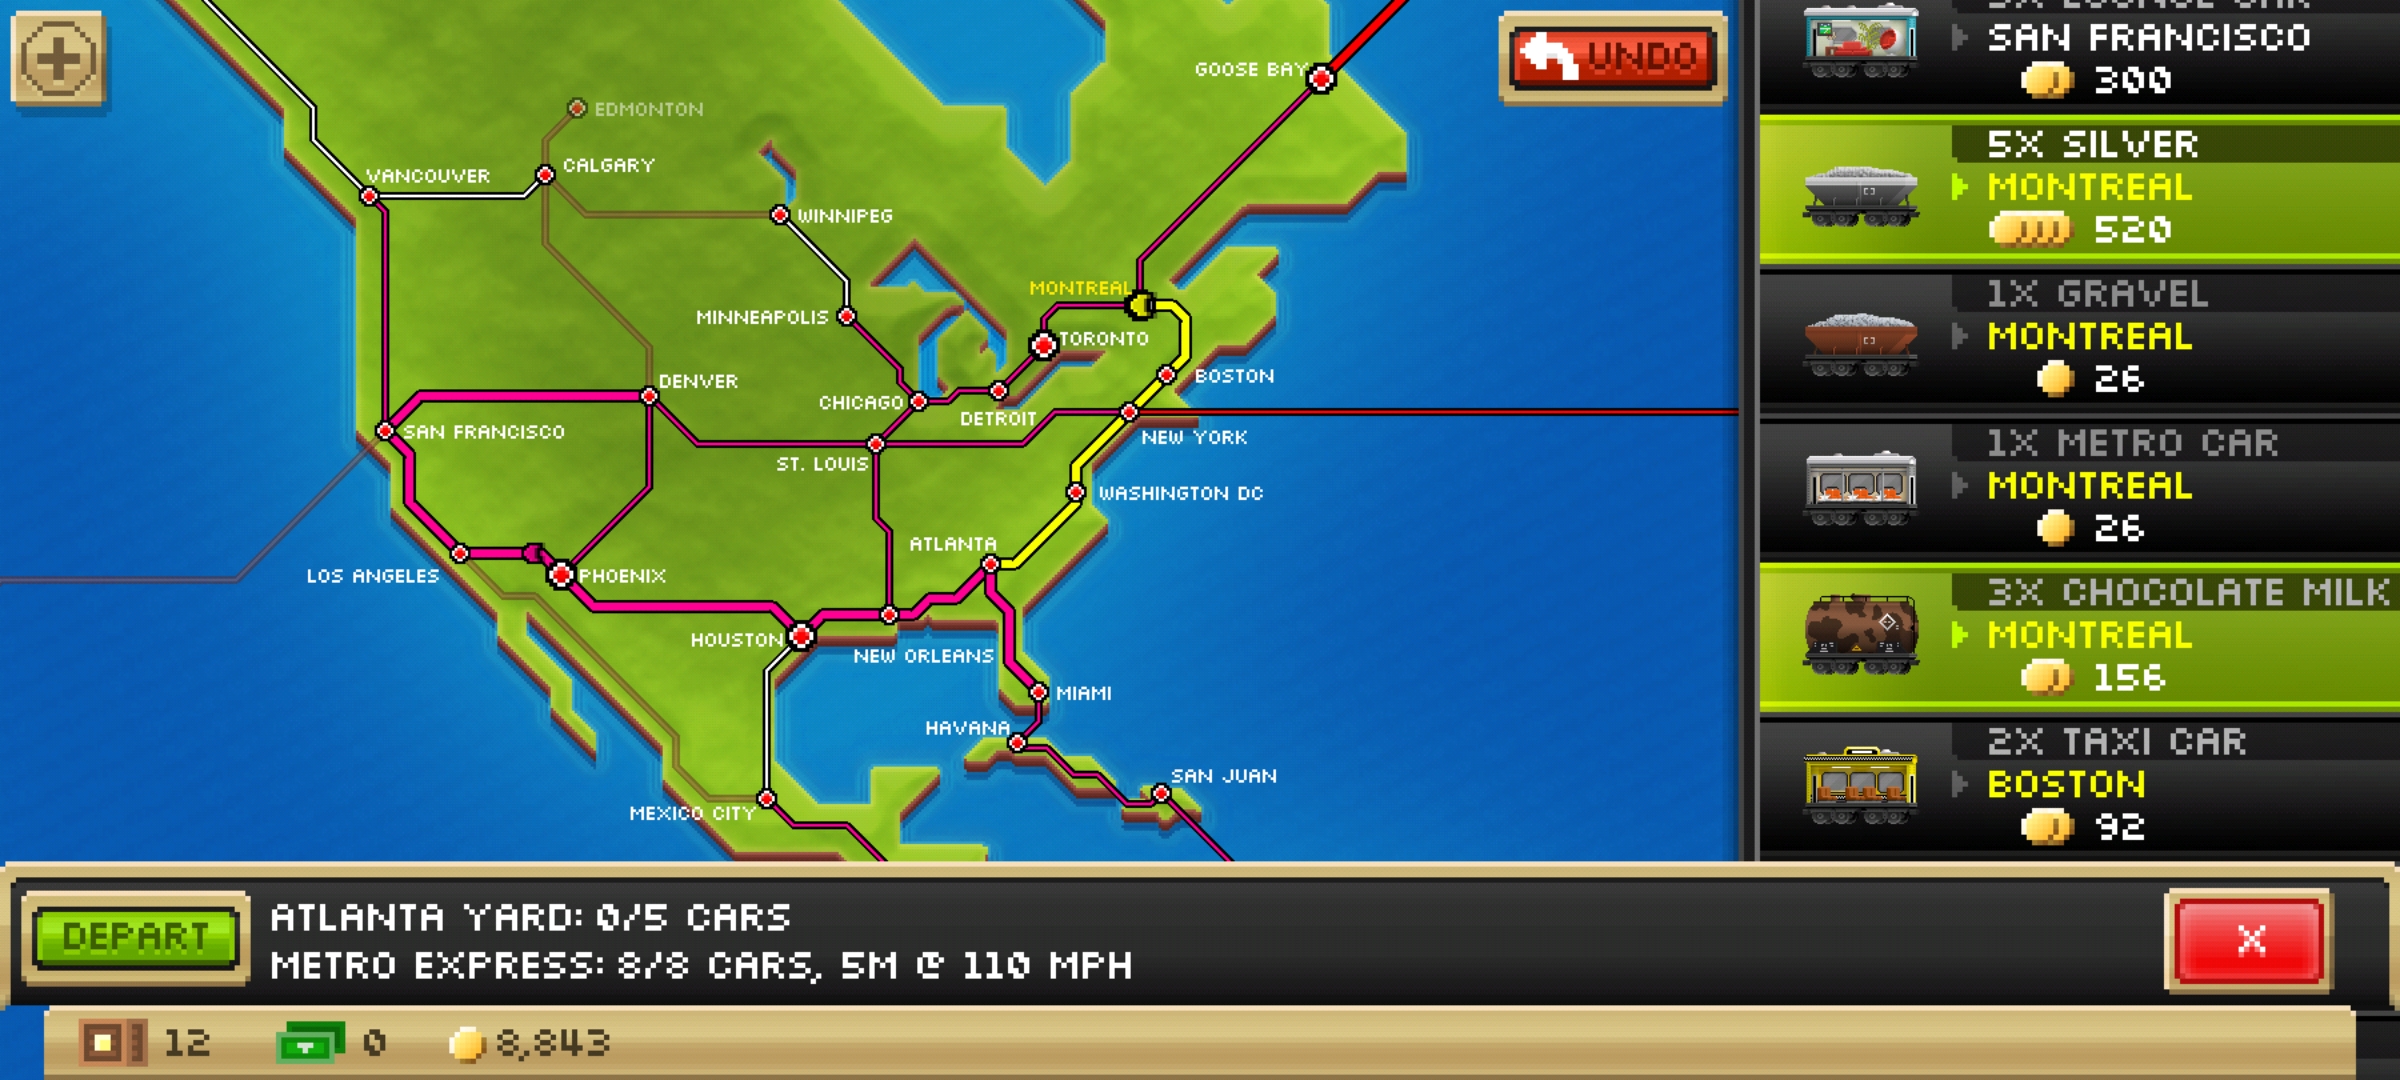 UNDO
GOOSE BAY
EDMONTON
CALGARY
VANCOUVER
WINNIPEG
MONTREAL
MINNEAPOLIS
TORONTO
BOSTON
DENVER
CHICAGO
DETROIT
SAN FRANCISCO
NEW YORK
ST. LOUIS
WASHINGTON DC
ATLANTA
LOS ANGELES
PHOENIX
HOUSTON
NEW ORLEANS
MIAMI
HAVANA
SAN JUAN
MEXICO CITY
3X LOUNGE CAR
SAN FRANCISCO
300
5X SILVER
MONTREAL
520
1X GRAVEL
MONTREAL
26
1X METRO CAR
MONTREAL
26
3X CHOCOLATE MILK
MONTREAL
156
2X TAXI CAR
BOSTON
92
DEPART
ATLANTA YARD: 0/5 CARS
METRO EXPRESS: 8/8 CARS, 5M @ 110 MPH
X
12
0
8,843